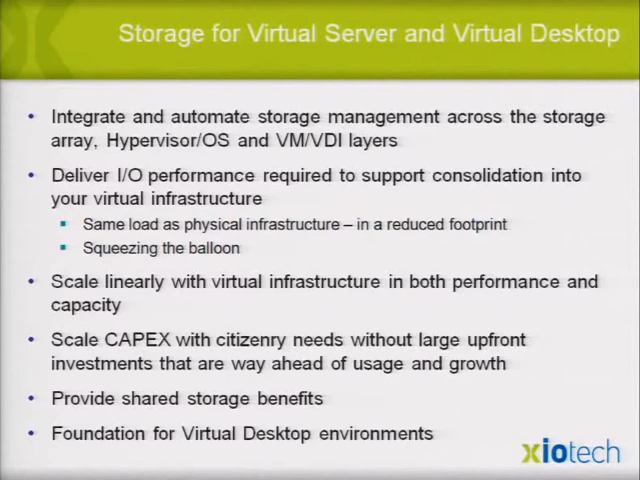 Storage for Virtual Server and Virtual Desktop
• Integrate and automate storage management across the storage
array, Hypervisor/OS and VM/VDI layers
• Deliver I/O performance required to support consolidation into
your virtual infrastructure
▪ Same load as physical infrastructure – in a reduced footprint
▪ Squeezing the balloon
• Scale linearly with virtual infrastructure in both performance and
capacity
• Scale CAPEX with citizenry needs without large upfront
investments that are way ahead of usage and growth
• Provide shared storage benefits
• Foundation for Virtual Desktop environments
xiotech